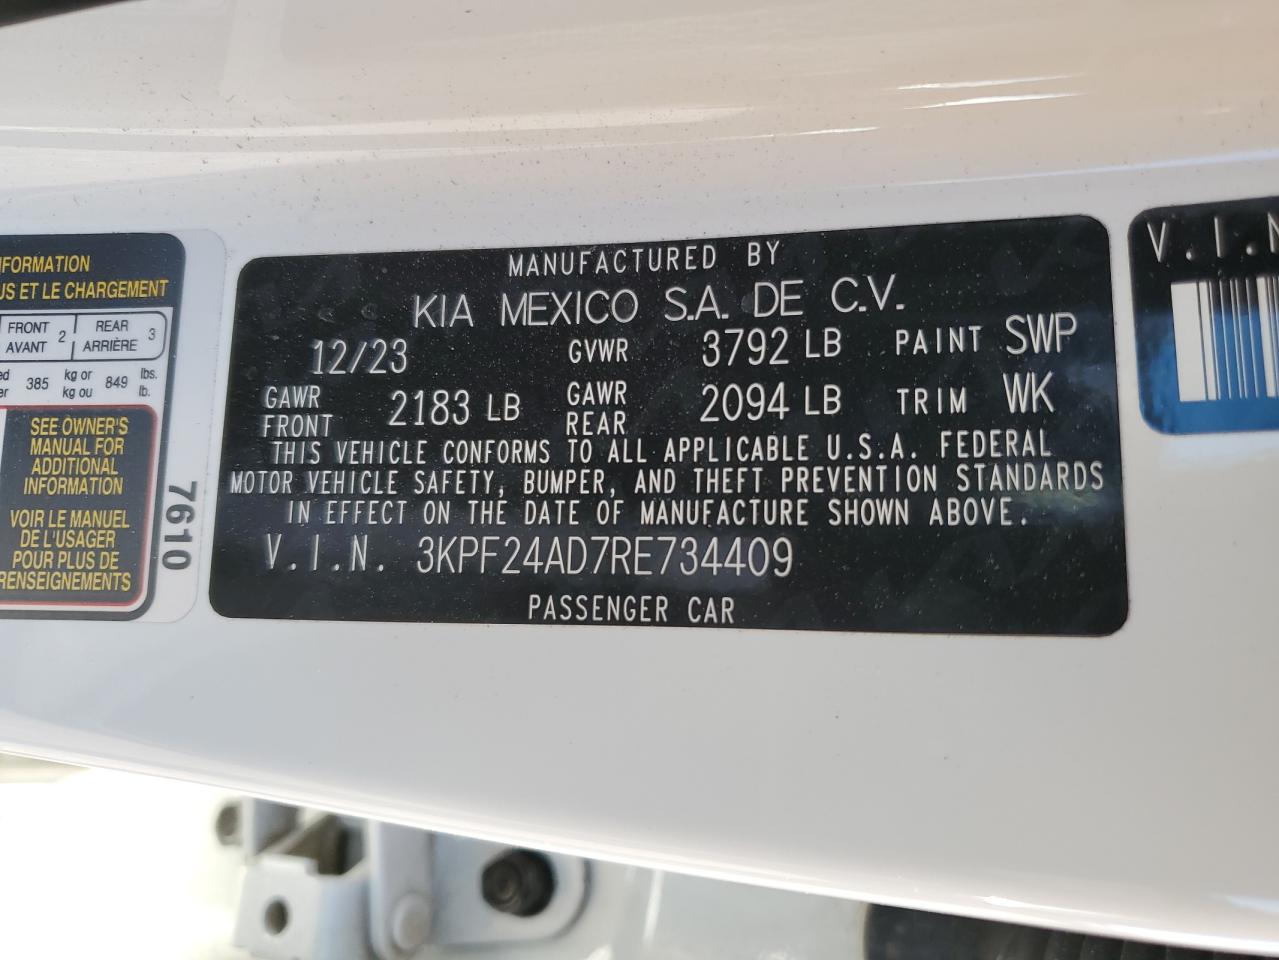 NFORMATION
US ET LE CHARGEMENT
FRONT
AVANT 2
REAR
ARRIÈRE 3
385 kg or
kg ou 849 lbs.
lb.
SEE OWNER'S
MANUAL FOR
ADDITIONAL
INFORMATION
VOIR LE MANUEL
DE L'USAGER
POUR PLUS DE
RENSEIGNEMENTS
7610
MANUFACTURED BY
KIA MEXICO S.A. DE C.V.
12/23 GVWR 3792 LB PAINT SWP
GAWR
FRONT 2183 LB GAWR
REAR 2094 LB TRIM WK
THIS VEHICLE CONFORMS TO ALL APPLICABLE U.S.A. FEDERAL
MOTOR VEHICLE SAFETY, BUMPER, AND THEFT PREVENTION STANDARDS
IN EFFECT ON THE DATE OF MANUFACTURE SHOWN ABOVE.
V.I.N. 3KPF24AD7RE734409
PASSENGER CAR
V.I.N